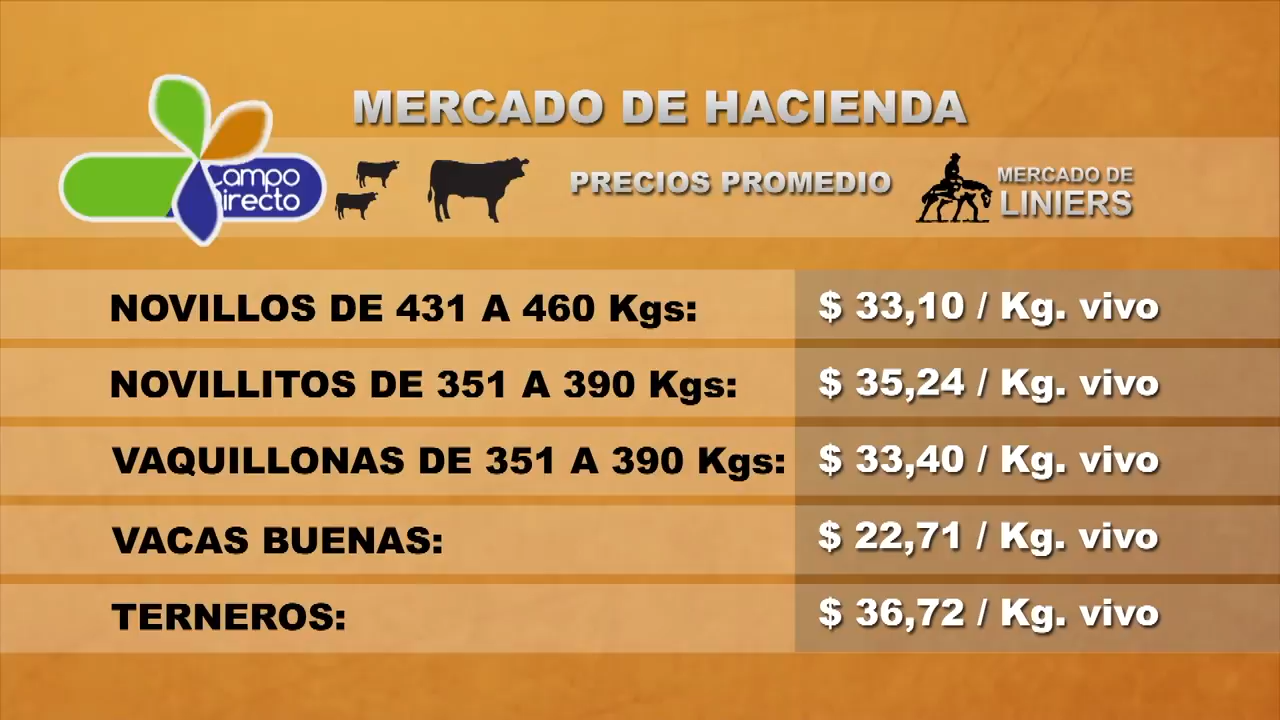 MERCADO DE HACIENDA
Campo
Directo
PRECIOS PROMEDIO
MERCADO DE
LINIERS
NOVILLOS DE 431 A 460 Kgs: $ 33,10 / Kg. vivo
NOVILLITOS DE 351 A 390 Kgs: $ 35,24 / Kg. vivo
VAQUILLONAS DE 351 A 390 Kgs: $ 33,40 / Kg. vivo
VACAS BUENAS: $ 22,71 / Kg. vivo
TERNEROS: $ 36,72 / Kg. vivo